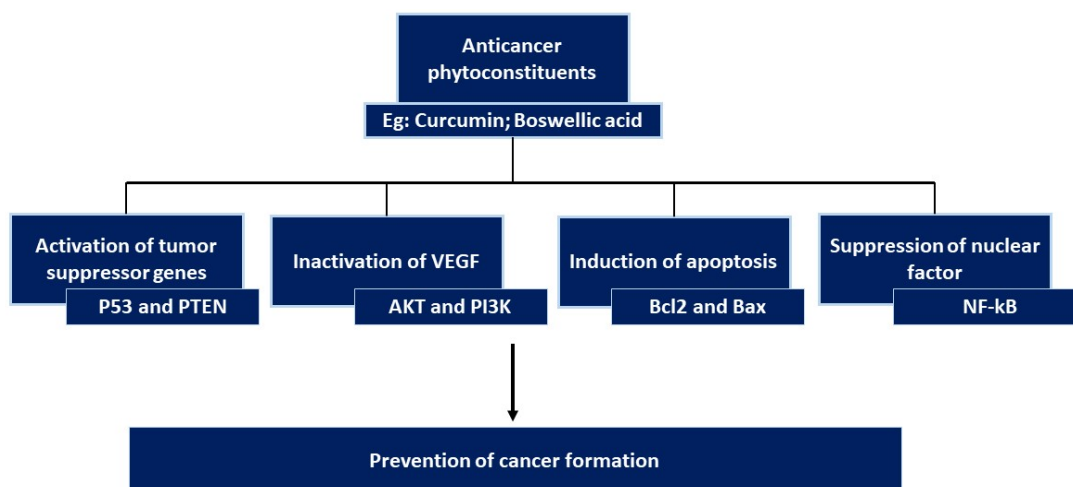 Anticancer
phytoconstituents
Eg: Curcumin; Boswellic acid
Activation of tumor
suppressor genes
P53 and PTEN
Inactivation of VEGF
AKT and PI3K
Induction of apoptosis
Bcl2 and Bax
Suppression of nuclear
factor
NF-kB
Prevention of cancer formation